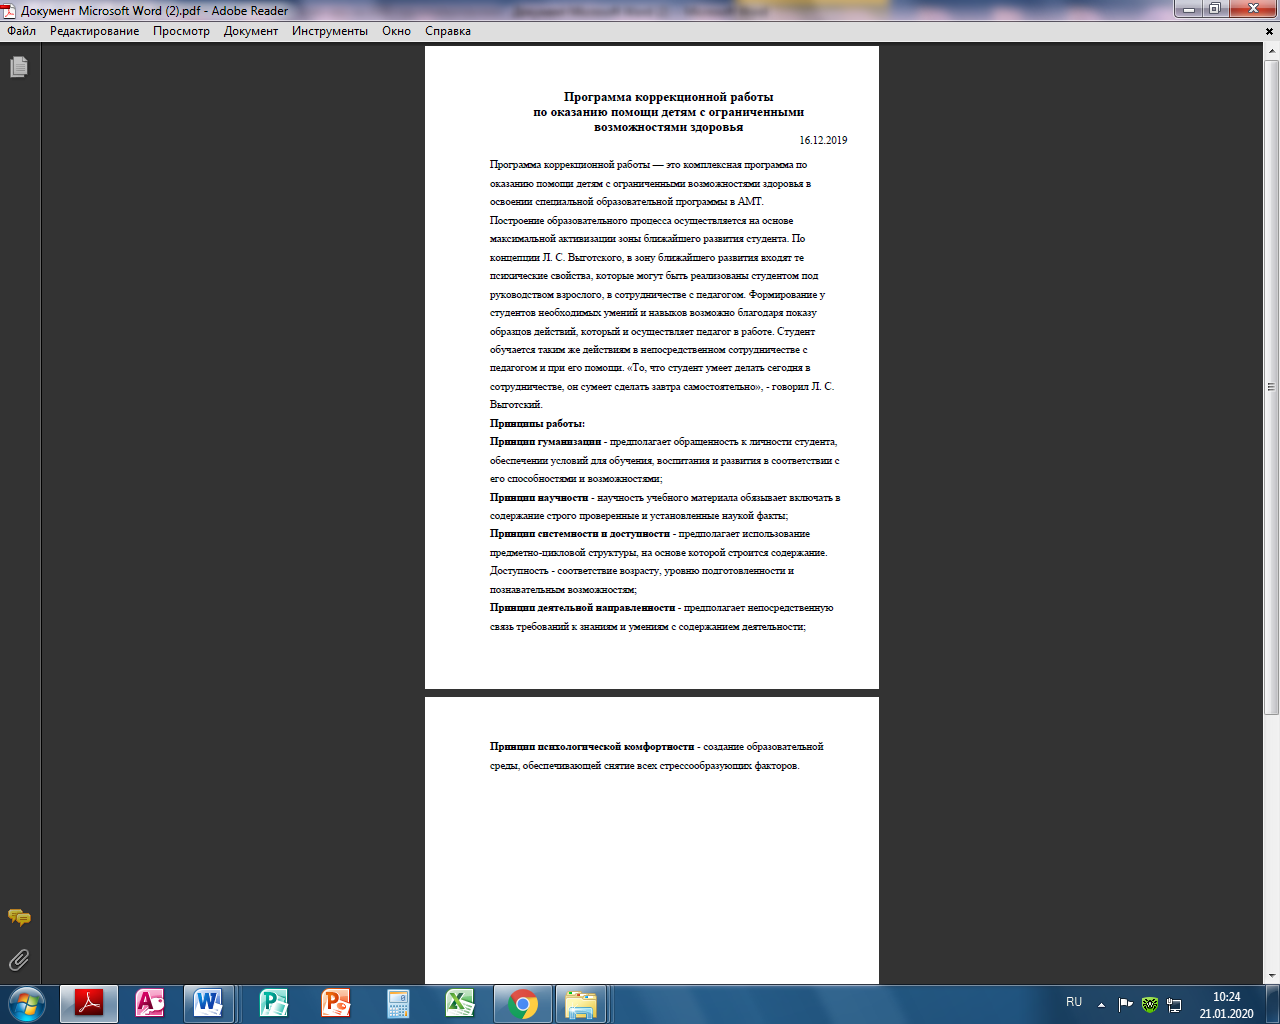 Документ Microsoft Word (2).pdf - Adobe Reader
Файл Редактирование Просмотр Документ Инструменты Окно Справка
Программа коррекционной работы
по оказанию помощи детям с ограниченными
возможностями здоровья
16.12.2019
Программа коррекционной работы — это комплексная программа по
оказанию помощи детям с ограниченными возможностями здоровья в
освоении специальной образовательной программы в АМТ.
Построение образовательного процесса осуществляется на основе
максимальной активизации зоны ближайшего развития студента. По
концепции Л. С. Выготского, в зону ближайшего развития входят те
психические свойства, которые могут быть реализованы студентом под
руководством взрослого, в сотрудничестве с педагогом. Формирование у
студентов необходимых умений и навыков возможно благодаря показу
образцов действий, который и осуществляет педагог в работе. Студент
обучается таким же действиям в непосредственном сотрудничестве с
педагогом и при его помощи. «То, что студент умеет делать сегодня в
сотрудничестве, он сумеет сделать завтра самостоятельно», - говорил Л. С.
Выготский.
Принципы работы:
Принцип гуманизации - предполагает обращенность к личности студента,
обеспечении условий для обучения, воспитания и развития в соответствии с
его способностями и возможностями;
Принцип научности - научность учебного материала обязывает включать в
содержание строго проверенные и установленные наукой факты;
Принцип системности и доступности - предполагает использование
предметно-цикловой структуры, на основе которой строится содержание.
Доступность - соответствие возрасту, уровню подготовленности и
познавательным возможностям;
Принцип деятельной направленности - предполагает непосредственную
связь требований к знаниям и умениям с содержанием деятельности;
Принцип психологической комфортности - создание образовательной
среды, обеспечивающей снятие всех стрессообразующих факторов.
RU
10:24
21.01.2020